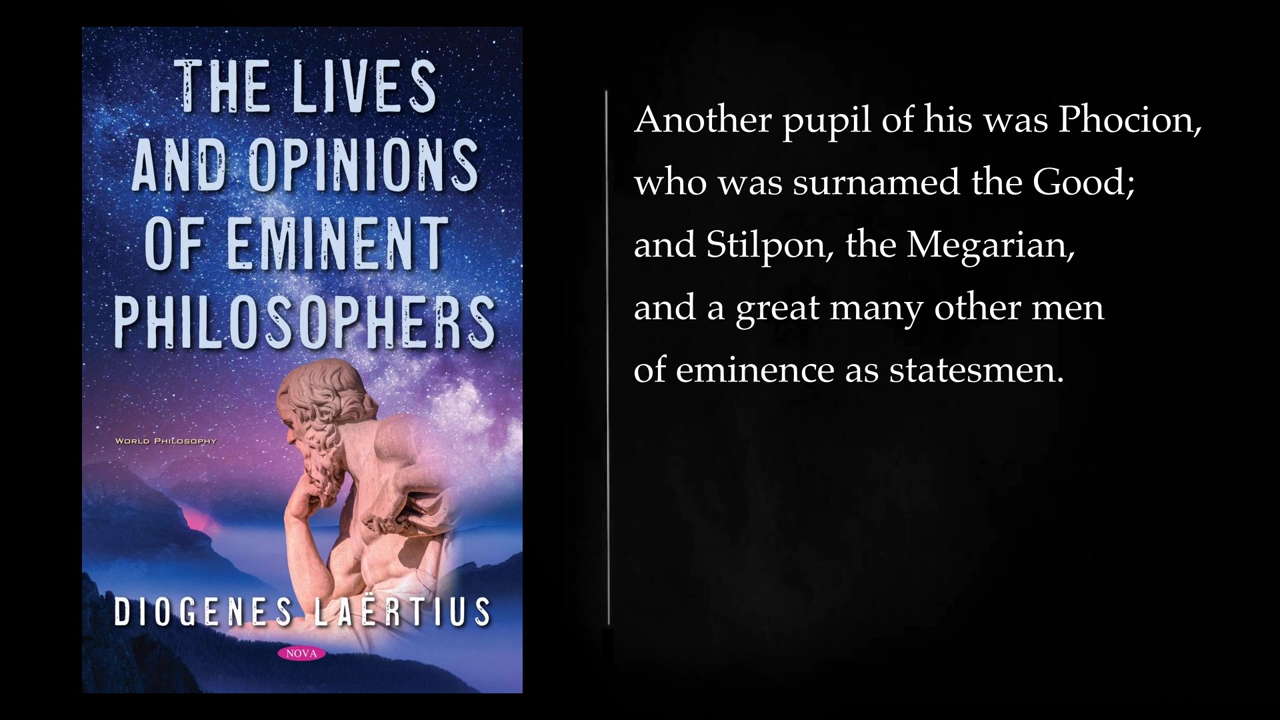 THE LIVES
AND OPINIONS
OF EMINENT
PHILOSOPHERS
WORLD PHILOSOPHY
DIOGENES LAËRTIUS
NOVA
Another pupil of his was Phocion,
who was surnamed the Good;
and Stilpon, the Megarian,
and a great many other men
of eminence as statesmen.